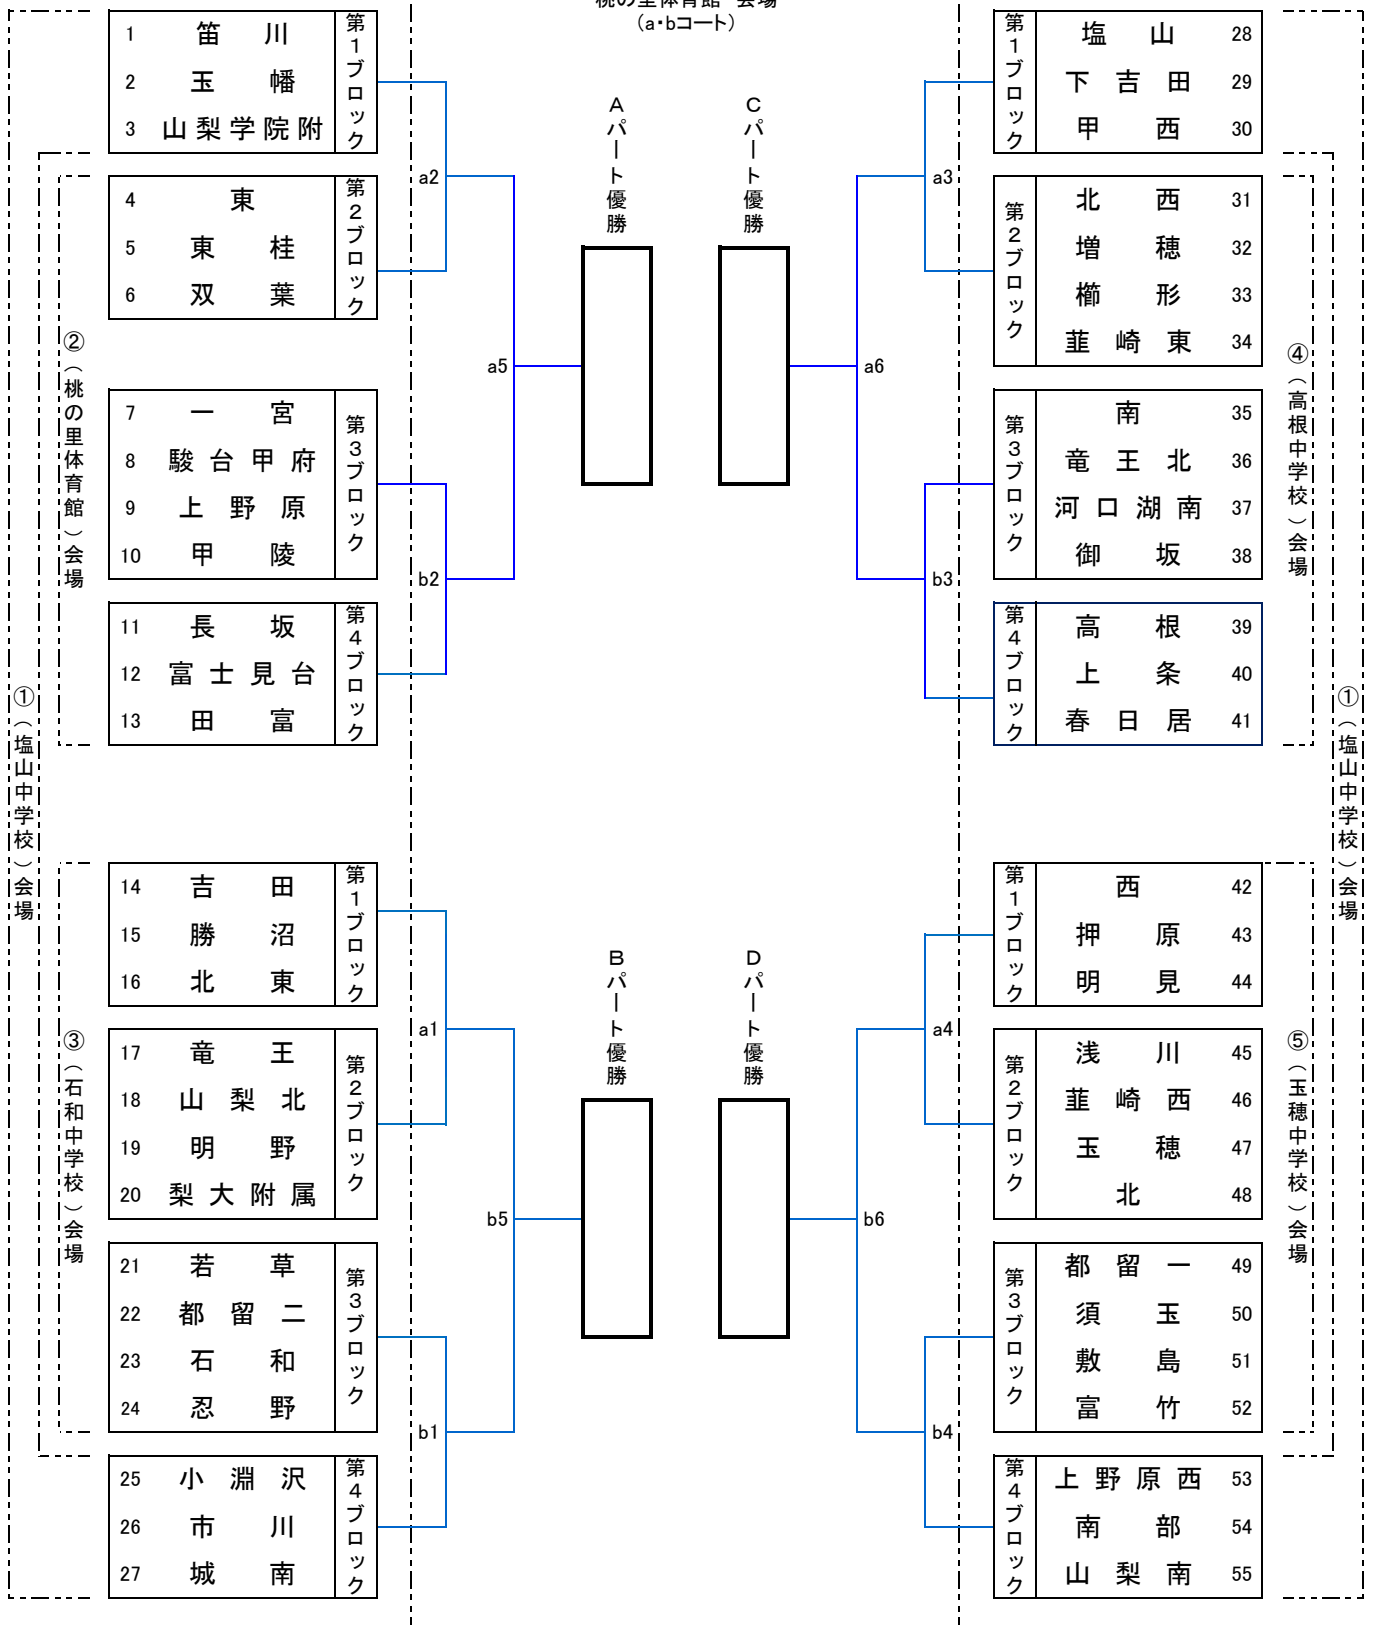 桃の里体育館 会場
（a・bコート）
①（塩山中学校）会場
②（桃の里体育館）会場
1 笛川
2 玉幡
3 山梨学院附
第1ブロック
4 東
5 東桂
6 双葉
第2ブロック
7 一宮
8 駿台甲府
9 上野原
10 甲陵
第3ブロック
11 長坂
12 富士見台
13 田富
第4ブロック
a2
b2
a5
Aパート優勝
③（石和中学校）会場
14 吉田
15 勝沼
16 北東
第1ブロック
17 竜王
18 山梨北
19 明野
20 梨大附属
第2ブロック
21 若草
22 都留二
23 石和
24 忍野
第3ブロック
25 小淵沢
26 市川
27 城南
第4ブロック
a1
b1
b5
Bパート優勝
Cパート優勝
a6
a3
b3
第1ブロック
塩山 28
下吉田 29
甲西 30
第2ブロック
北西 31
増穂 32
櫛形 33
韮崎東 34
第3ブロック
南 35
竜王北 36
河口湖南 37
御坂 38
第4ブロック
高根 39
上条 40
春日居 41
④（高根中学校）会場
①（塩山中学校）会場
Dパート優勝
b6
a4
b4
第1ブロック
西 42
押原 43
明見 44
第2ブロック
浅川 45
韮崎西 46
玉穂 47
北 48
第3ブロック
都留一 49
須玉 50
敷島 51
富竹 52
第4ブロック
上野原西 53
南部 54
山梨南 55
⑤（玉穂中学校）会場